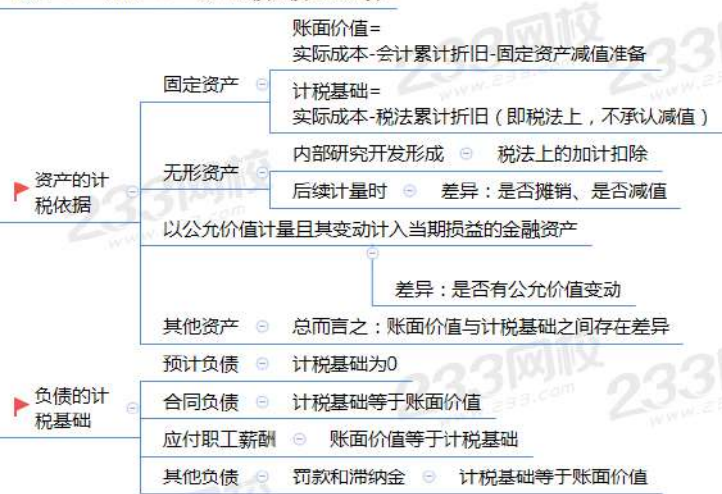 账面价值=
实际成本-会计累计折旧-固定资产减值准备
固定资产
计税基础=
实际成本-税法累计折旧（即税法上，不承认减值）
资产的计
税依据
无形资产
内部研究开发形成
税法上的加计扣除
后续计量时
差异：是否摊销、是否减值
以公允价值计量且其变动计入当期损益的金融资产
差异：是否有公允价值变动
其他资产
总而言之：账面价值与计税基础之间存在差异
负债的计
税基础
预计负债
计税基础为0
合同负债
计税基础等于账面价值
应付职工薪酬
账面价值等于计税基础
其他负债
罚款和滞纳金
计税基础等于账面价值
233网校
www.233.com